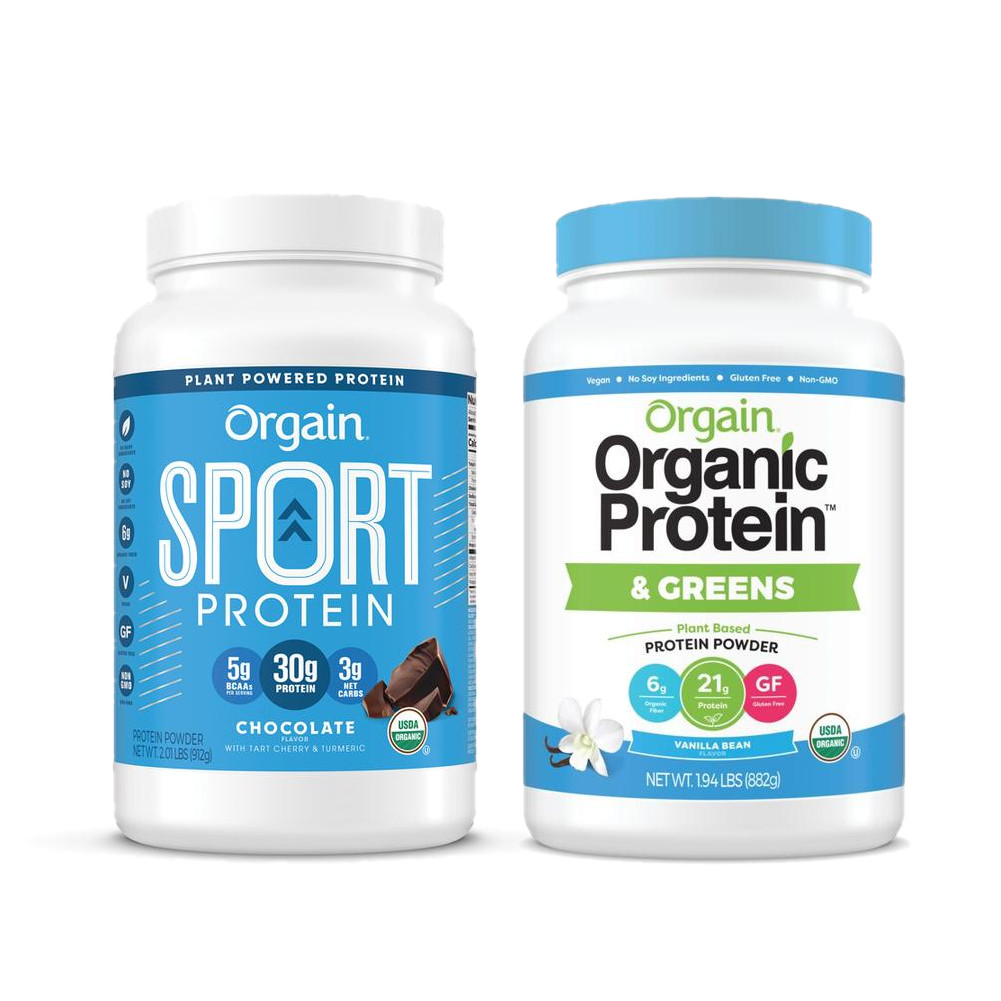 PLANT POWERED PROTEIN
Orgain
SPORT
PROTEIN
NO
SOY
6g
V
GF
NON
GMO
5g
BCAAs
PER SERVING
30g
PROTEIN
3g
NET
CARBS
CHOCOLATE
FLAVOR
WITH TART CHERRY & TURMERIC
USDA
ORGANIC
PROTEIN POWDER
NET WT. 2.01 LBS (912g)
Vegan • No Soy Ingredients • Gluten Free • Non-GMO
Orgain
Organic
Protein™
& GREENS
Plant Based
PROTEIN POWDER
6g
Organic
Fiber
21g
Protein
GF
Gluten Free
VANILLA BEAN
FLAVOR
USDA
ORGANIC
NET WT. 1.94 LBS (882g)